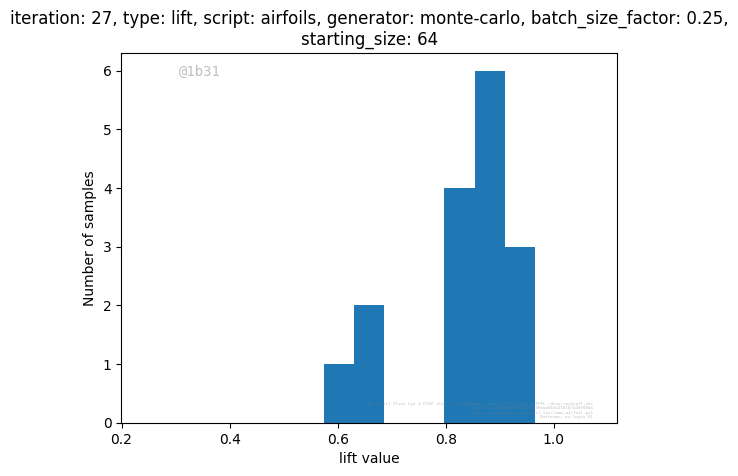 iteration: 27, type: lift, script: airfoils, generator: monte-carlo, batch_size_factor: 0.25,
starting_size: 64
@1b31
6
5
4
3
2
1
0
Number of samples
0.2 0.4 0.6 0.8 1.0
lift value